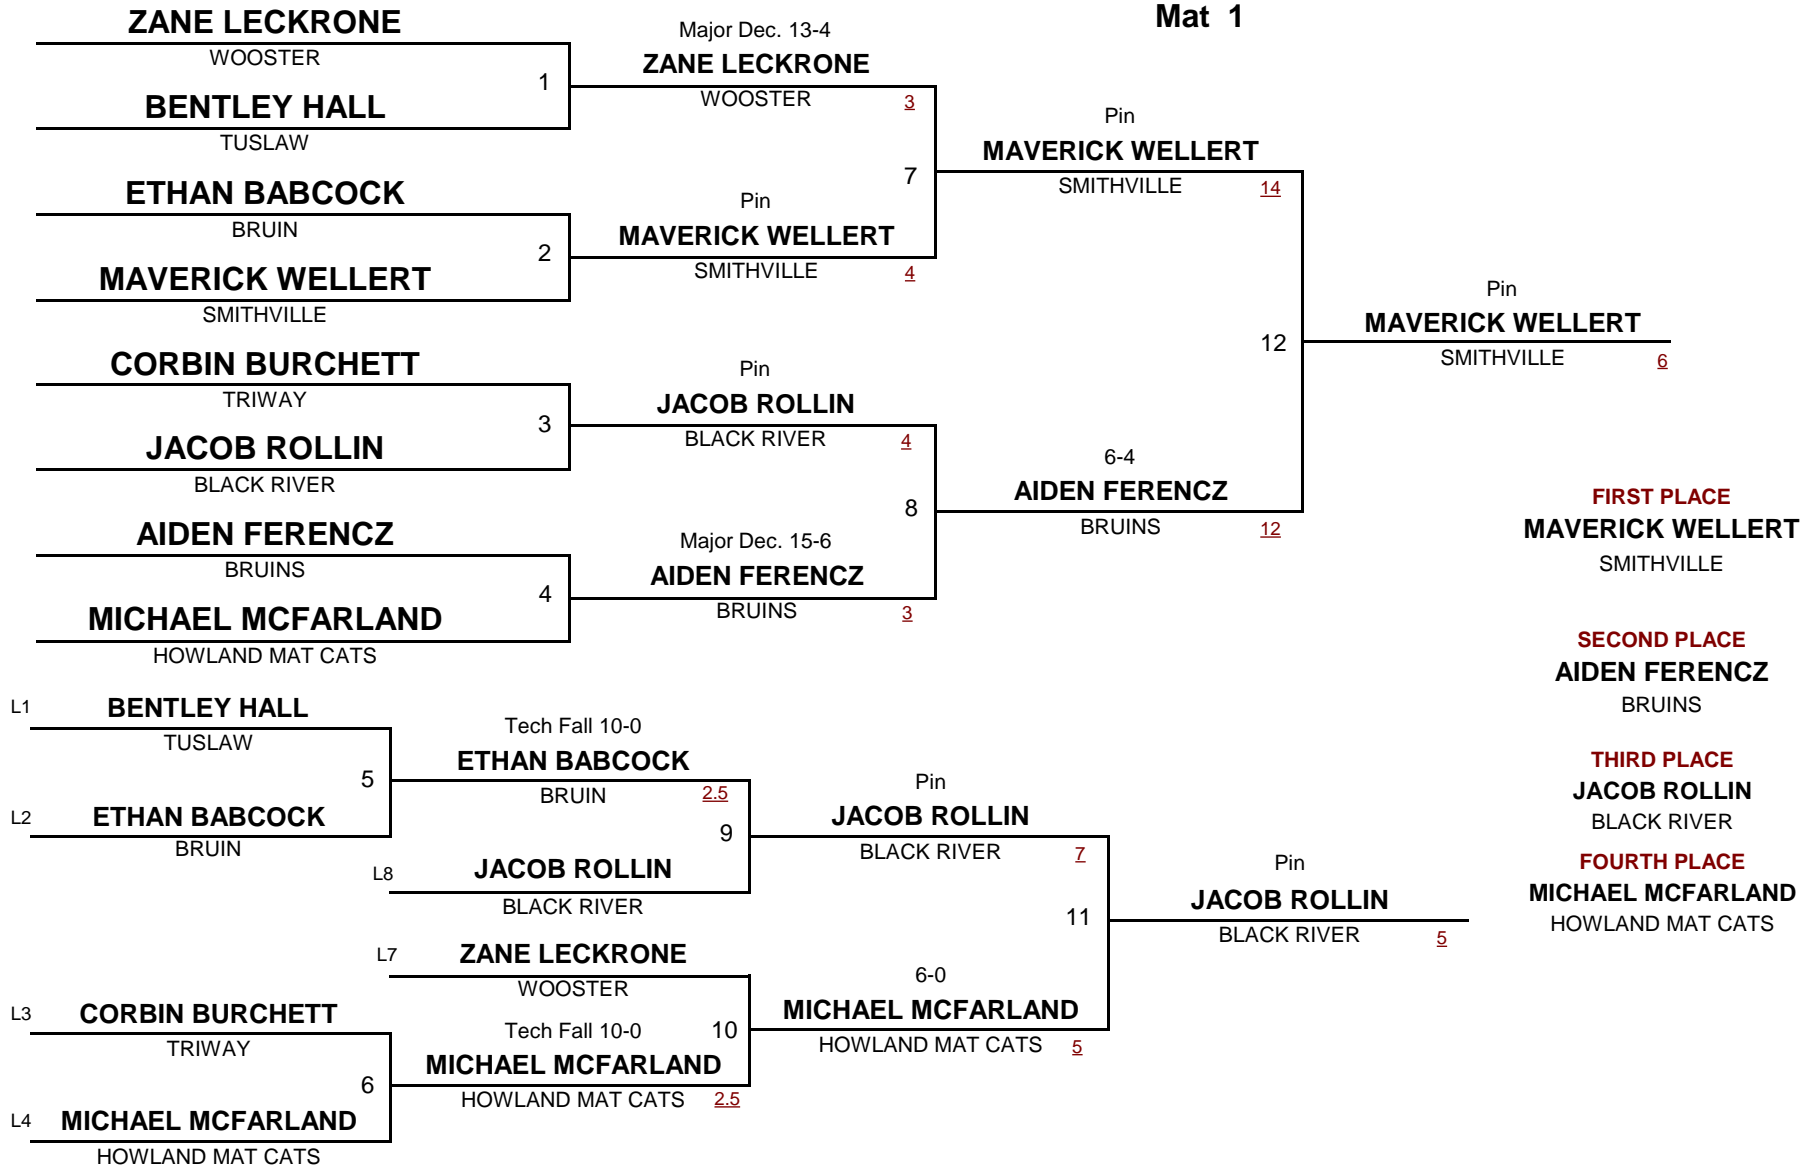 Mat 1
ZANE LECKRONE
WOOSTER
1
BENTLEY HALL
TUSLAW
ETHAN BABCOCK
BRUIN
2
MAVERICK WELLERT
SMITHVILLE
CORBIN BURCHETT
TRIWAY
3
JACOB ROLLIN
BLACK RIVER
AIDEN FERENCZ
BRUINS
4
MICHAEL MCFARLAND
HOWLAND MAT CATS
Major Dec. 13-4
ZANE LECKRONE
WOOSTER 3
7
Pin
MAVERICK WELLERT
SMITHVILLE 4
Pin
JACOB ROLLIN
BLACK RIVER 4
8
Major Dec. 15-6
AIDEN FERENCZ
BRUINS 3
Pin
MAVERICK WELLERT
SMITHVILLE 14
12
6-4
AIDEN FERENCZ
BRUINS 12
Pin
MAVERICK WELLERT
SMITHVILLE 6
FIRST PLACE
MAVERICK WELLERT
SMITHVILLE
SECOND PLACE
AIDEN FERENCZ
BRUINS
THIRD PLACE
JACOB ROLLIN
BLACK RIVER
FOURTH PLACE
MICHAEL MCFARLAND
HOWLAND MAT CATS
L1 BENTLEY HALL
TUSLAW
5
L2 ETHAN BABCOCK
BRUIN
L3 CORBIN BURCHETT
TRIWAY
6
L4 MICHAEL MCFARLAND
HOWLAND MAT CATS
Tech Fall 10-0
ETHAN BABCOCK
BRUIN 2.5
9
L8 JACOB ROLLIN
BLACK RIVER
L7 ZANE LECKRONE
WOOSTER
Tech Fall 10-0 10
MICHAEL MCFARLAND
HOWLAND MAT CATS 2.5
Pin
JACOB ROLLIN
BLACK RIVER 7
11
6-0
MICHAEL MCFARLAND
HOWLAND MAT CATS 5
Pin
JACOB ROLLIN
BLACK RIVER 5